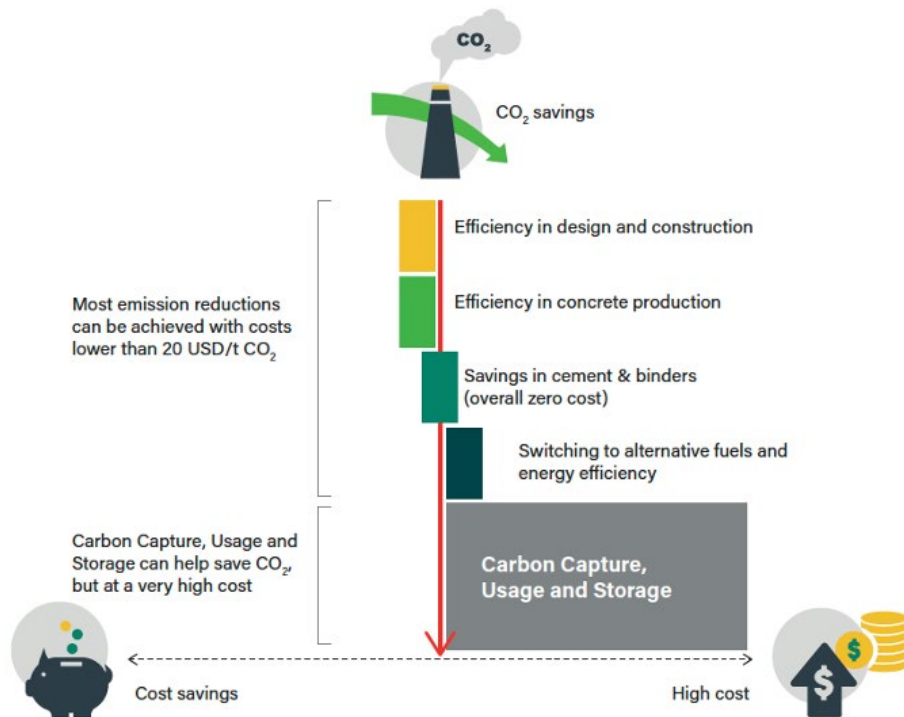 CO₂
CO₂ savings
Efficiency in design and construction
Efficiency in concrete production
Most emission reductions
can be achieved with costs
lower than 20 USD/t CO₂
Savings in cement & binders
(overall zero cost)
Switching to alternative fuels and
energy efficiency
Carbon Capture, Usage and
Storage can help save CO₂,
but at a very high cost
Carbon Capture,
Usage and Storage
$
$
Cost savings
High cost